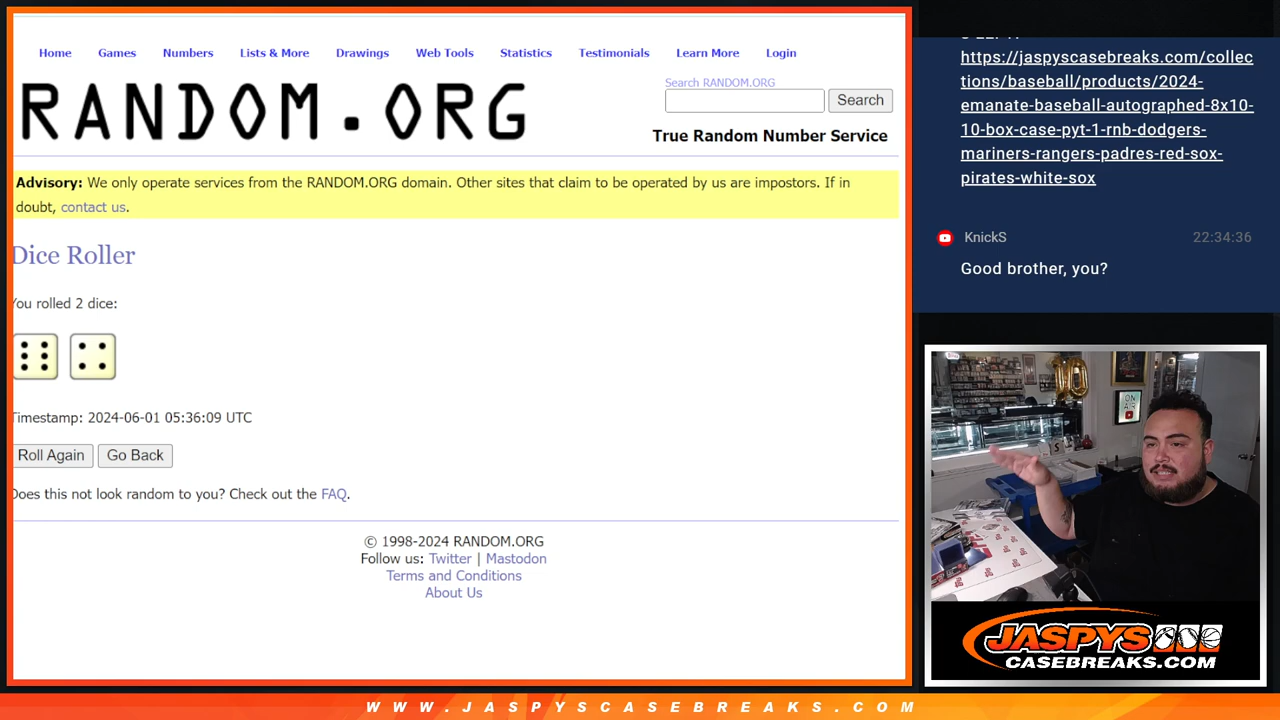 Home Games Numbers Lists & More Drawings Web Tools Statistics Testimonials Learn More Login
RANDOM.ORG
Search RANDOM.ORG
Search
True Random Number Service
Advisory: We only operate services from the RANDOM.ORG domain. Other sites that claim to be operated by us are impostors. If in
doubt, contact us.
Dice Roller
You rolled 2 dice:
Timestamp: 2024-06-01 05:36:09 UTC
Roll Again Go Back
Does this not look random to you? Check out the FAQ.
© 1998-2024 RANDOM.ORG
Follow us: Twitter | Mastodon
Terms and Conditions
About Us
https://jaspyscasebreaks.com/collec
tions/baseball/products/2024-
emanate-baseball-autographed-8x10-
10-box-case-pyt-1-rnb-dodgers-
mariners-rangers-padres-red-sox-
pirates-white-sox
KnickS 22:34:36
Good brother, you?
10
ON
AIR
JASPYS
CASEBREAKS.COM
WWW.JASPYSCASEBREAKS.COM